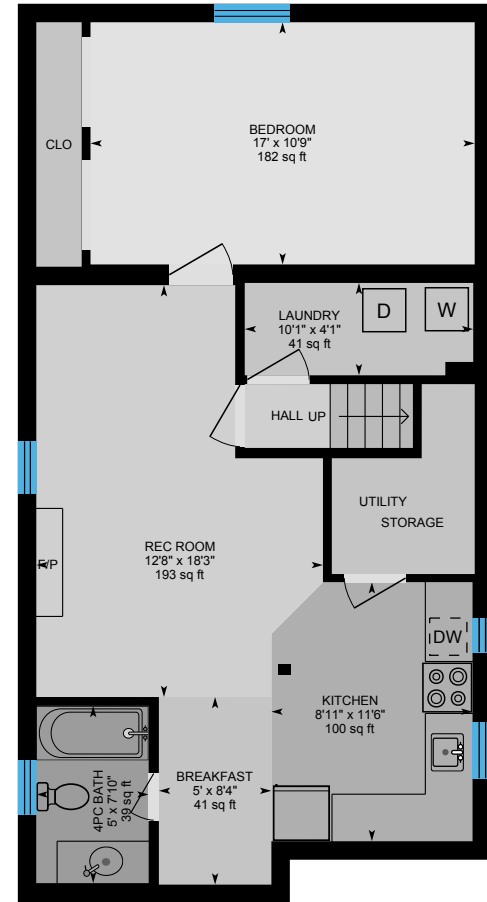 CLO
BEDROOM
17' x 10'9"
182 sq ft
LAUNDRY
10'1" x 4'1"
41 sq ft
D
W
HALL UP
UTILITY
STORAGE
F/P
REC ROOM
12'8" x 18'3"
193 sq ft
DW
KITCHEN
8'11" x 11'6"
100 sq ft
4PC BATH
5' x 7'10"
39 sq ft
BREAKFAST
5' x 8'4"
41 sq ft